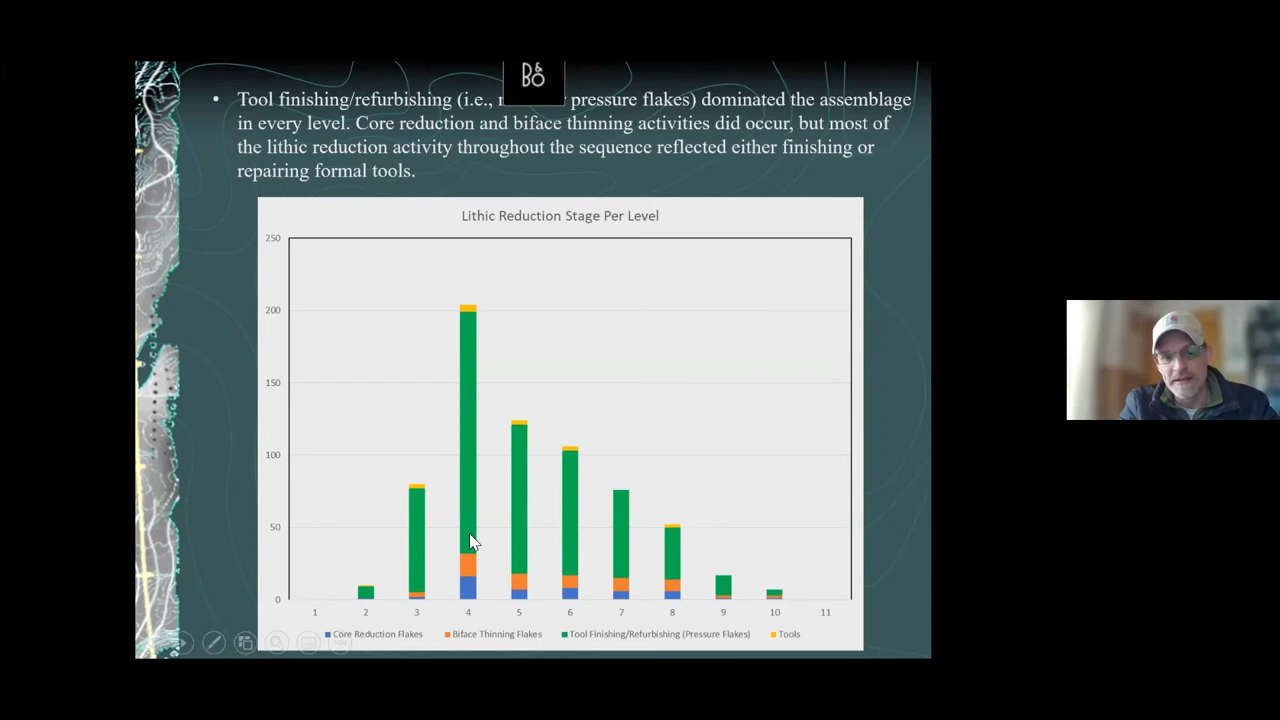 B&O
• Tool finishing/refurbishing (i.e., pressure flakes) dominated the assemblage
in every level. Core reduction and biface thinning activities did occur, but most of
the lithic reduction activity throughout the sequence reflected either finishing or
repairing formal tools.
Lithic Reduction Stage Per Level
250
200
150
100
50
0
1 2 3 4 5 6 7 8 9 10 11
Core Reduction Flakes Biface Thinning Flakes Tool Finishing/Refurbishing (Pressure Flakes) Tools